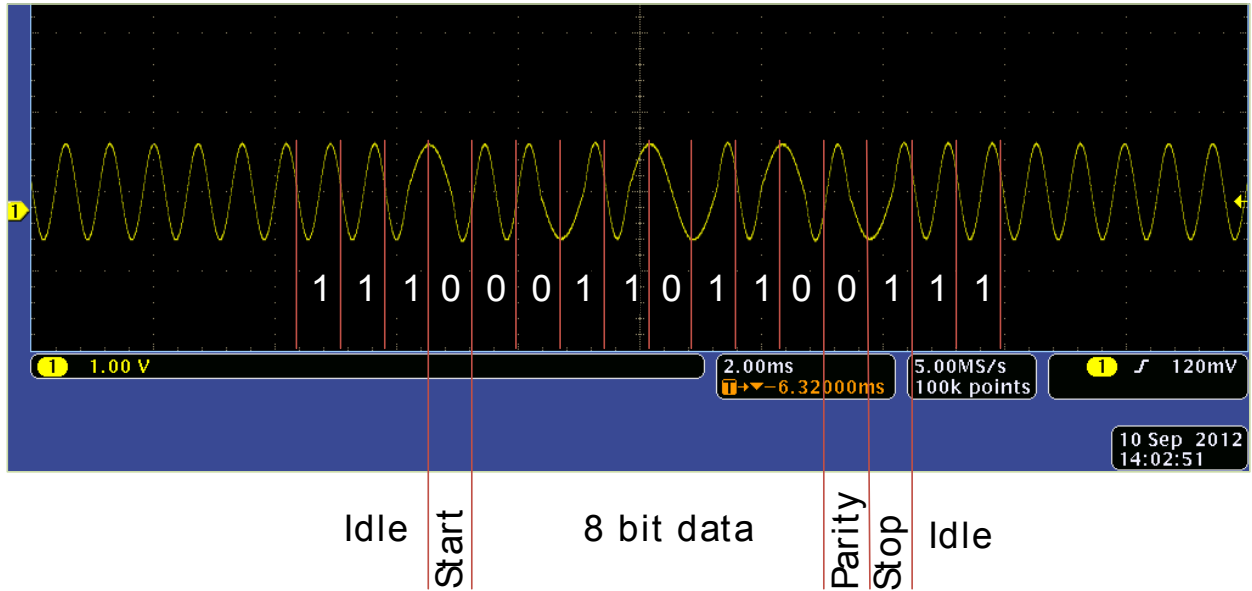 1
1 1 1 0 0 0 1 1 0 1 1 0 0 1 1 1
1 1.00 V
2.00ms
T→▼−6.32000ms
5.00MS/s
100k points
1 120mV
10 Sep 2012
14:02:51
Idle Start 8 bit data Parity Stop Idle